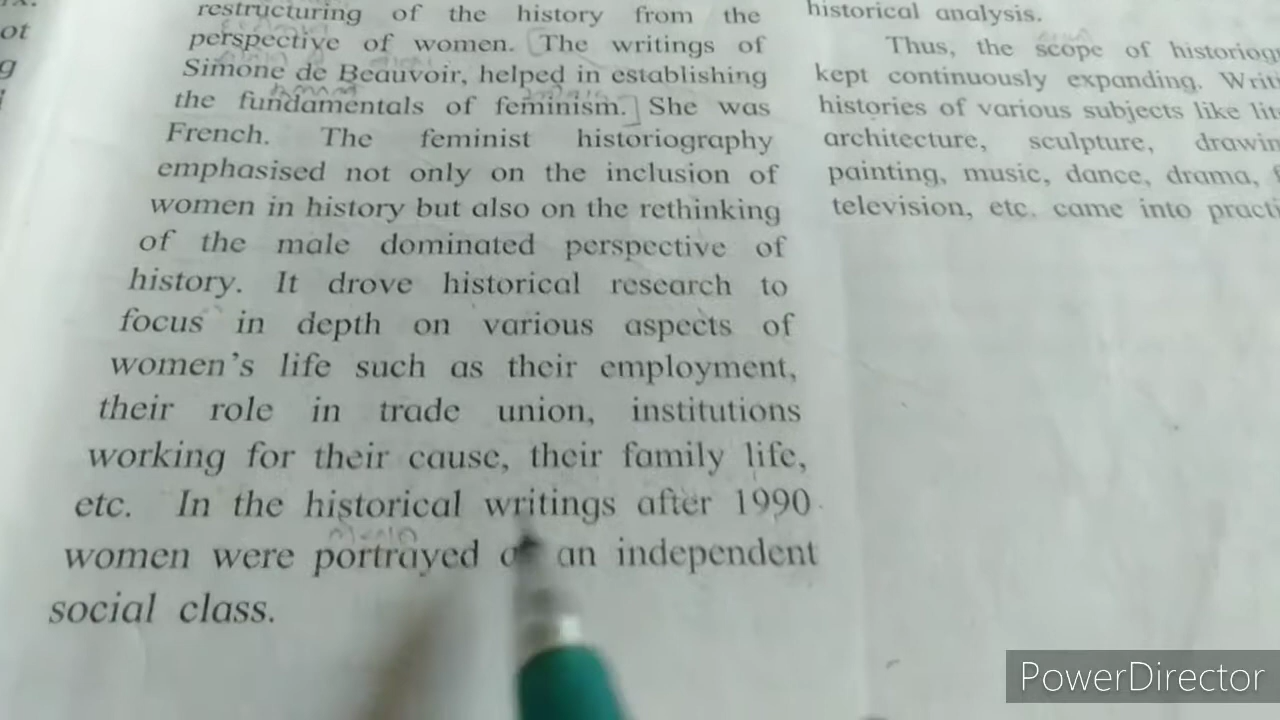 ot
g
restructuring of the history from the
perspective of women. The writings of
Simone de Beauvoir, helped in establishing
the fundamentals of feminism. She was
French. The feminist historiography
emphasised not only on the inclusion of
women in history but also on the rethinking
of the male dominated perspective of
history. It drove historical research to
focus in depth on various aspects of
women's life such as their employment,
their role in trade union, institutions
working for their cause, their family life,
etc. In the historical writings after 1990
women were portrayed an independent
social class.
historical analysis.
Thus, the scope of historiog
kept continuously expanding. Writ
histories of various subjects like lit
architecture, sculpture, drawin
painting, music, dance, drama,
television, etc. came into practi
PowerDirector